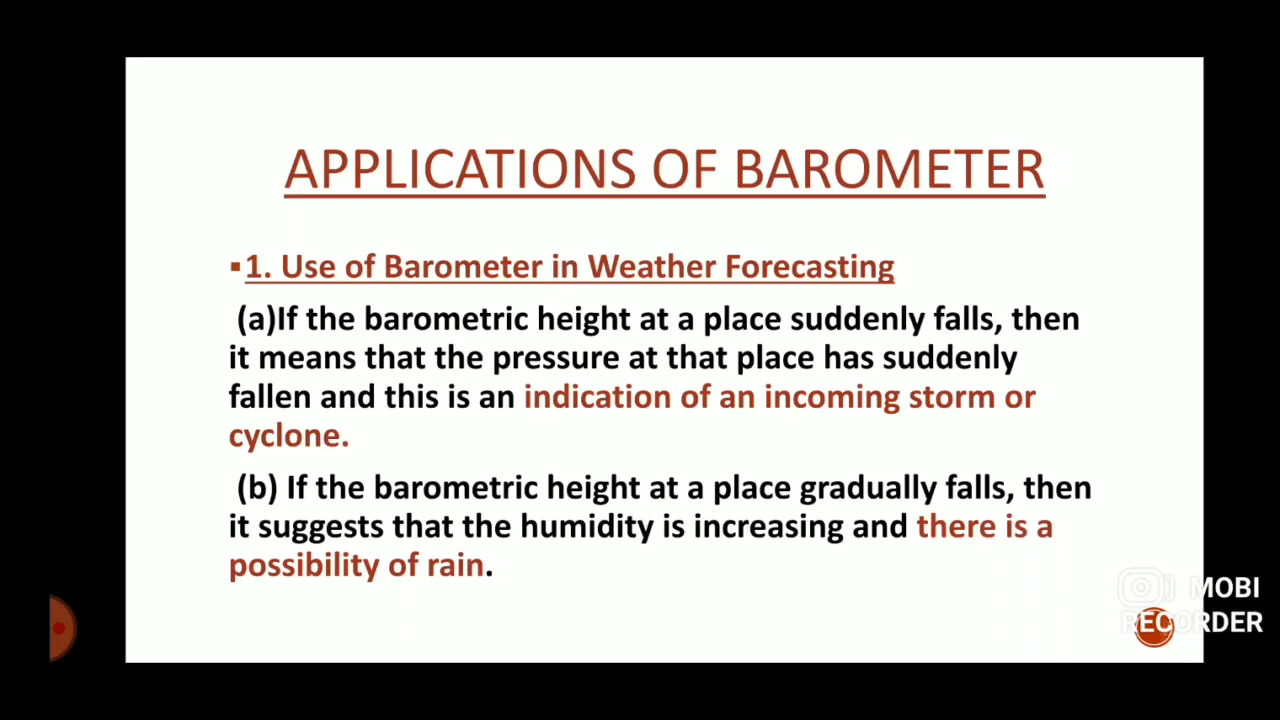 APPLICATIONS OF BAROMETER
▪1. Use of Barometer in Weather Forecasting
(a)If the barometric height at a place suddenly falls, then
it means that the pressure at that place has suddenly
fallen and this is an indication of an incoming storm or
cyclone.
(b) If the barometric height at a place gradually falls, then
it suggests that the humidity is increasing and there is a
possibility of rain.
MOBI
RECORDER